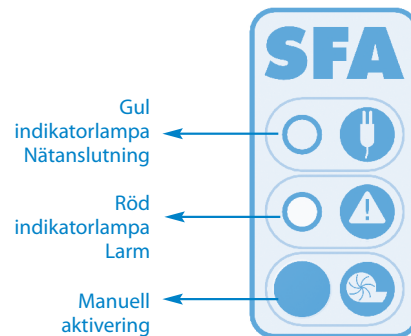 SFA
Gul
indikatorlampa
Nätanslutning
Röd
indikatorlampa
Larm
Manuell
aktivering